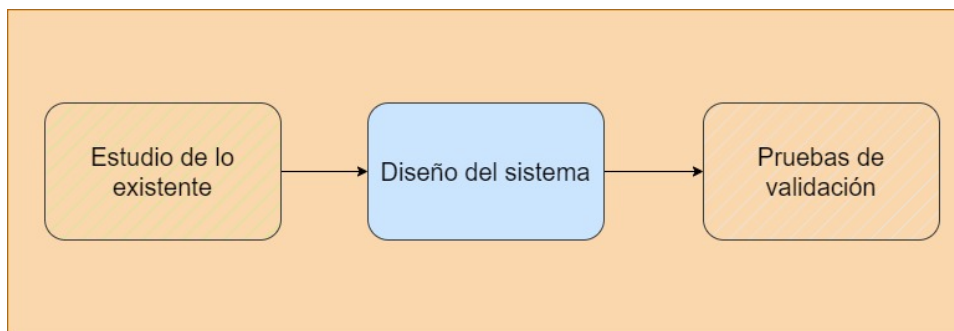 Estudio de lo
existente
Diseño del sistema
Pruebas de
validación